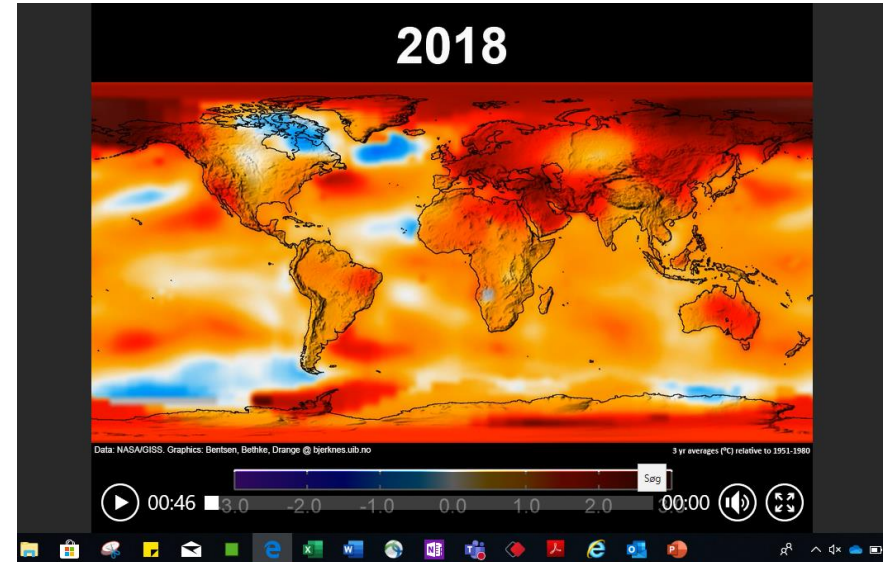 2018
Data: NASA/GISS. Graphics: Bentsen, Bethke, Drange @ bjerknes.uib.no
3 yr averages (ºC) relative to 1951-1980
Søg
00:46
3.0 -2.0 -1.0 0.0 1.0 2.0
00:00